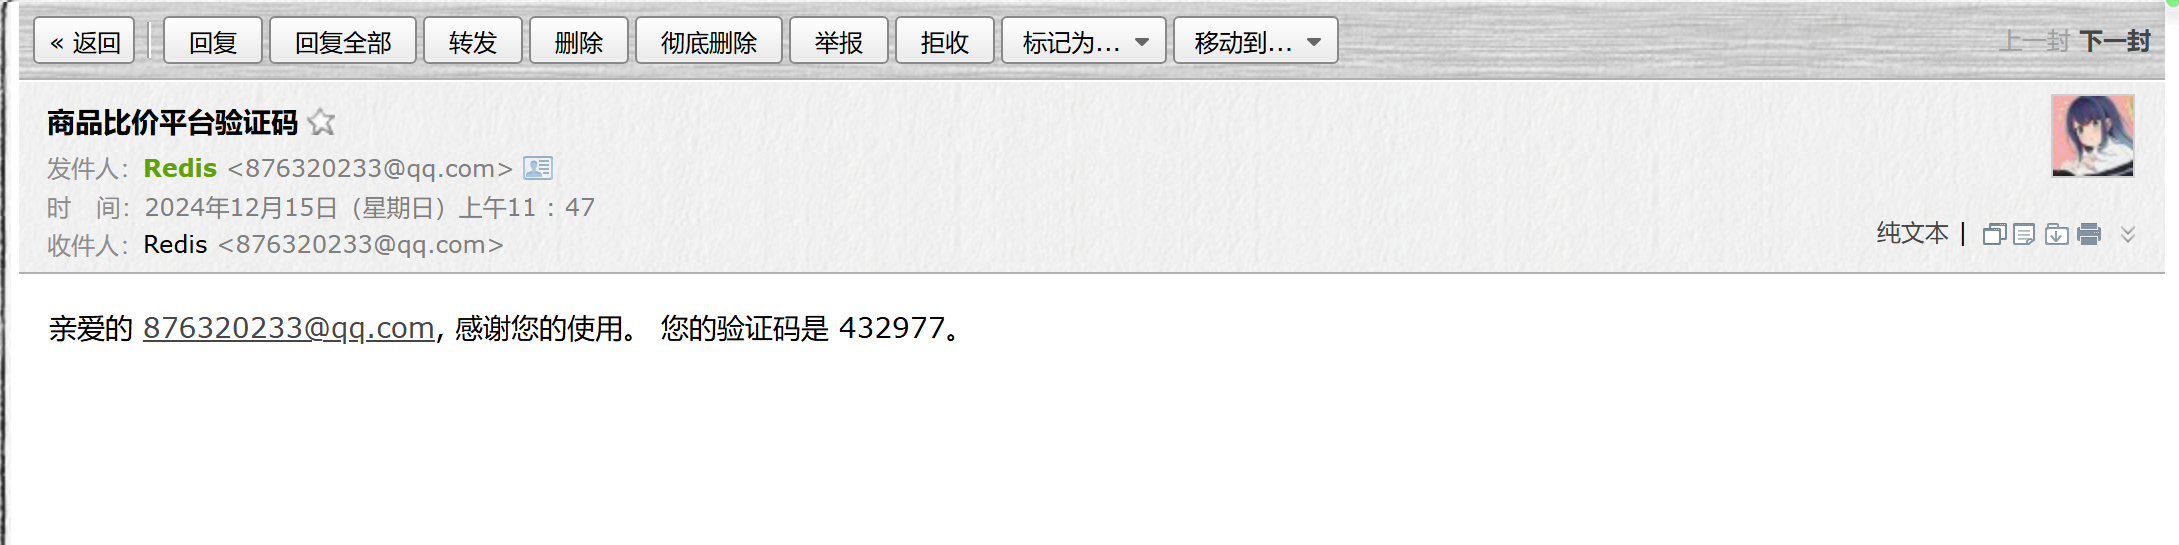 « 返回 回复 回复全部 转发 删除 彻底删除 举报 拒收 标记为... 移动到... 上一封 下一封
商品比价平台验证码
发件人：Redis <876320233@qq.com>
时 间：2024年12月15日（星期日）上午11：47
收件人：Redis <876320233@qq.com>
纯文本 |
亲爱的 876320233@qq.com, 感谢您的使用。 您的验证码是 432977。